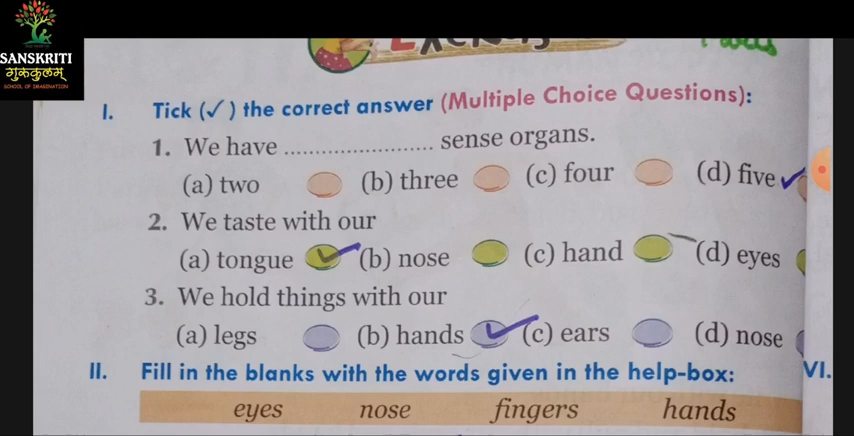 SANSKRITI
गुरुकुलम्
SCHOOL OF IMAGINATION
I. Tick (✓) the correct answer (Multiple Choice Questions):
1. We have ...................... sense organs.
(a) two (b) three (c) four (d) five ✓
2. We taste with our
(a) tongue ✓ (b) nose (c) hand (d) eyes
3. We hold things with our
(a) legs (b) hands ✓ (c) ears (d) nose
II. Fill in the blanks with the words given in the help-box: VI.
eyes nose fingers hands